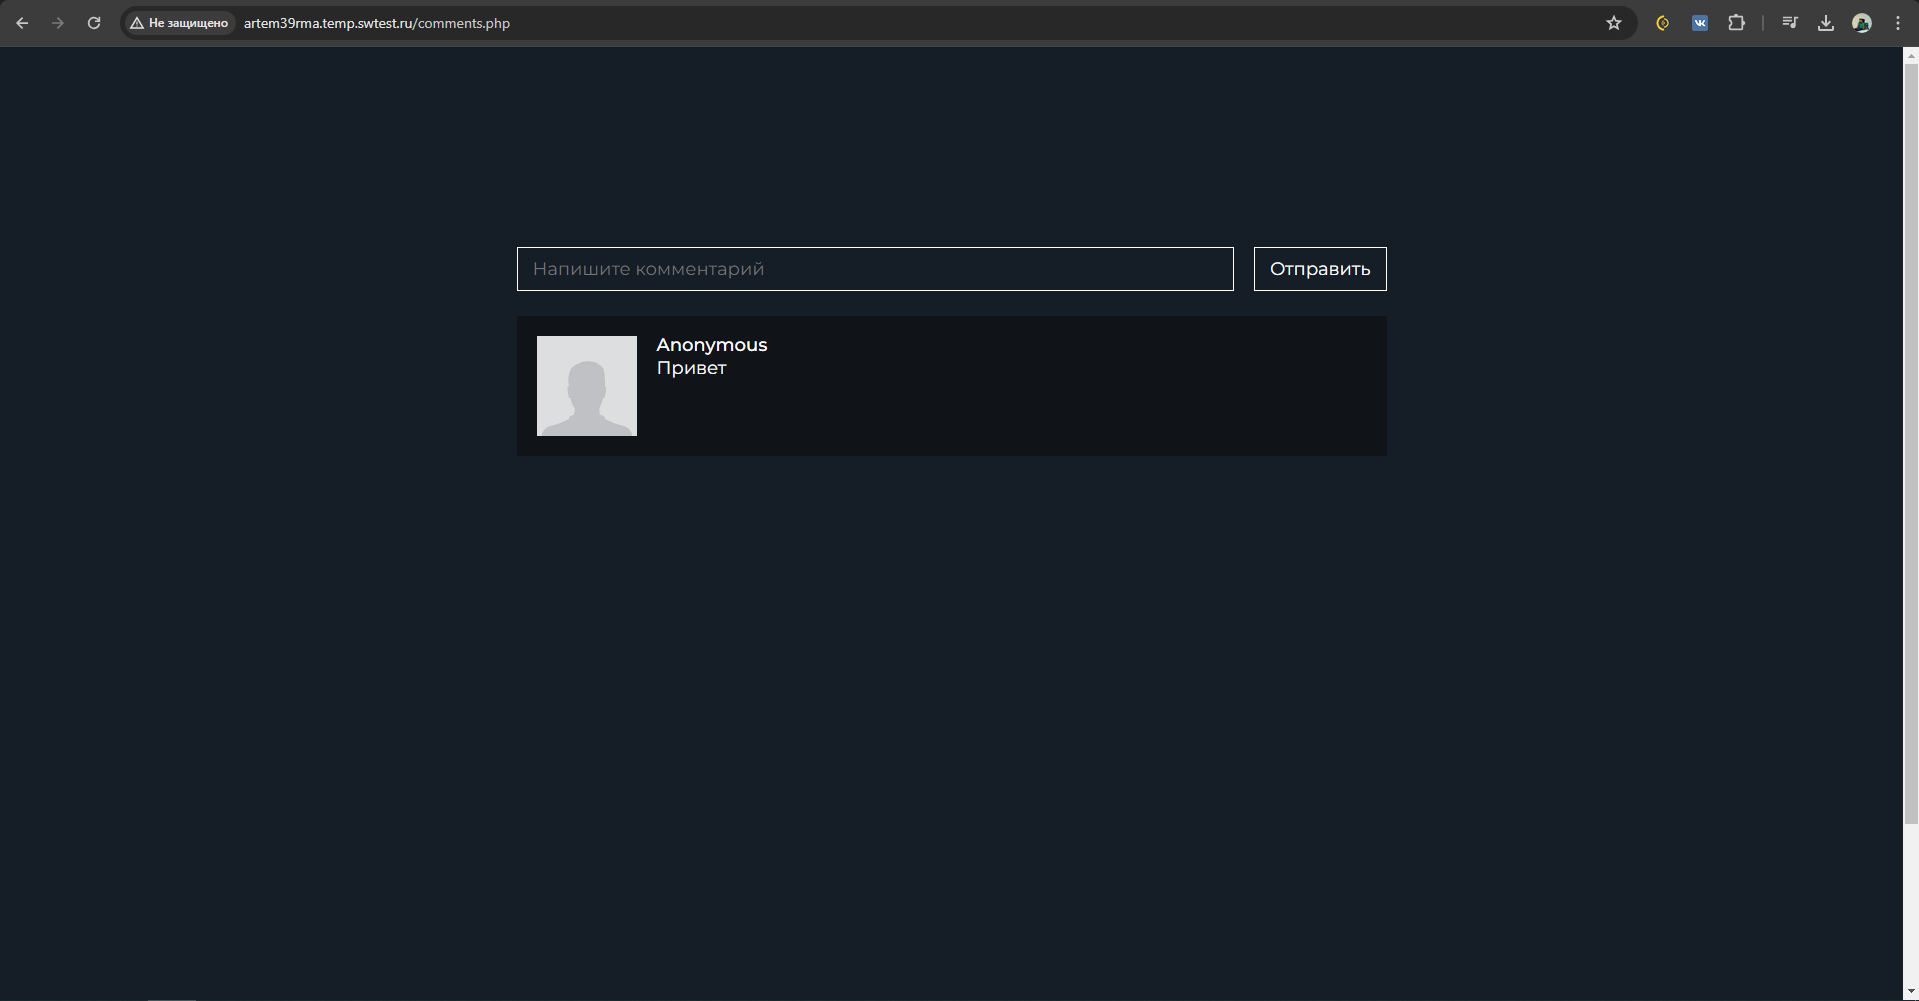 Не защищено artem39rma.temp.swtest.ru/comments.php
Напишите комментарий
Отправить
Anonymous
Привет